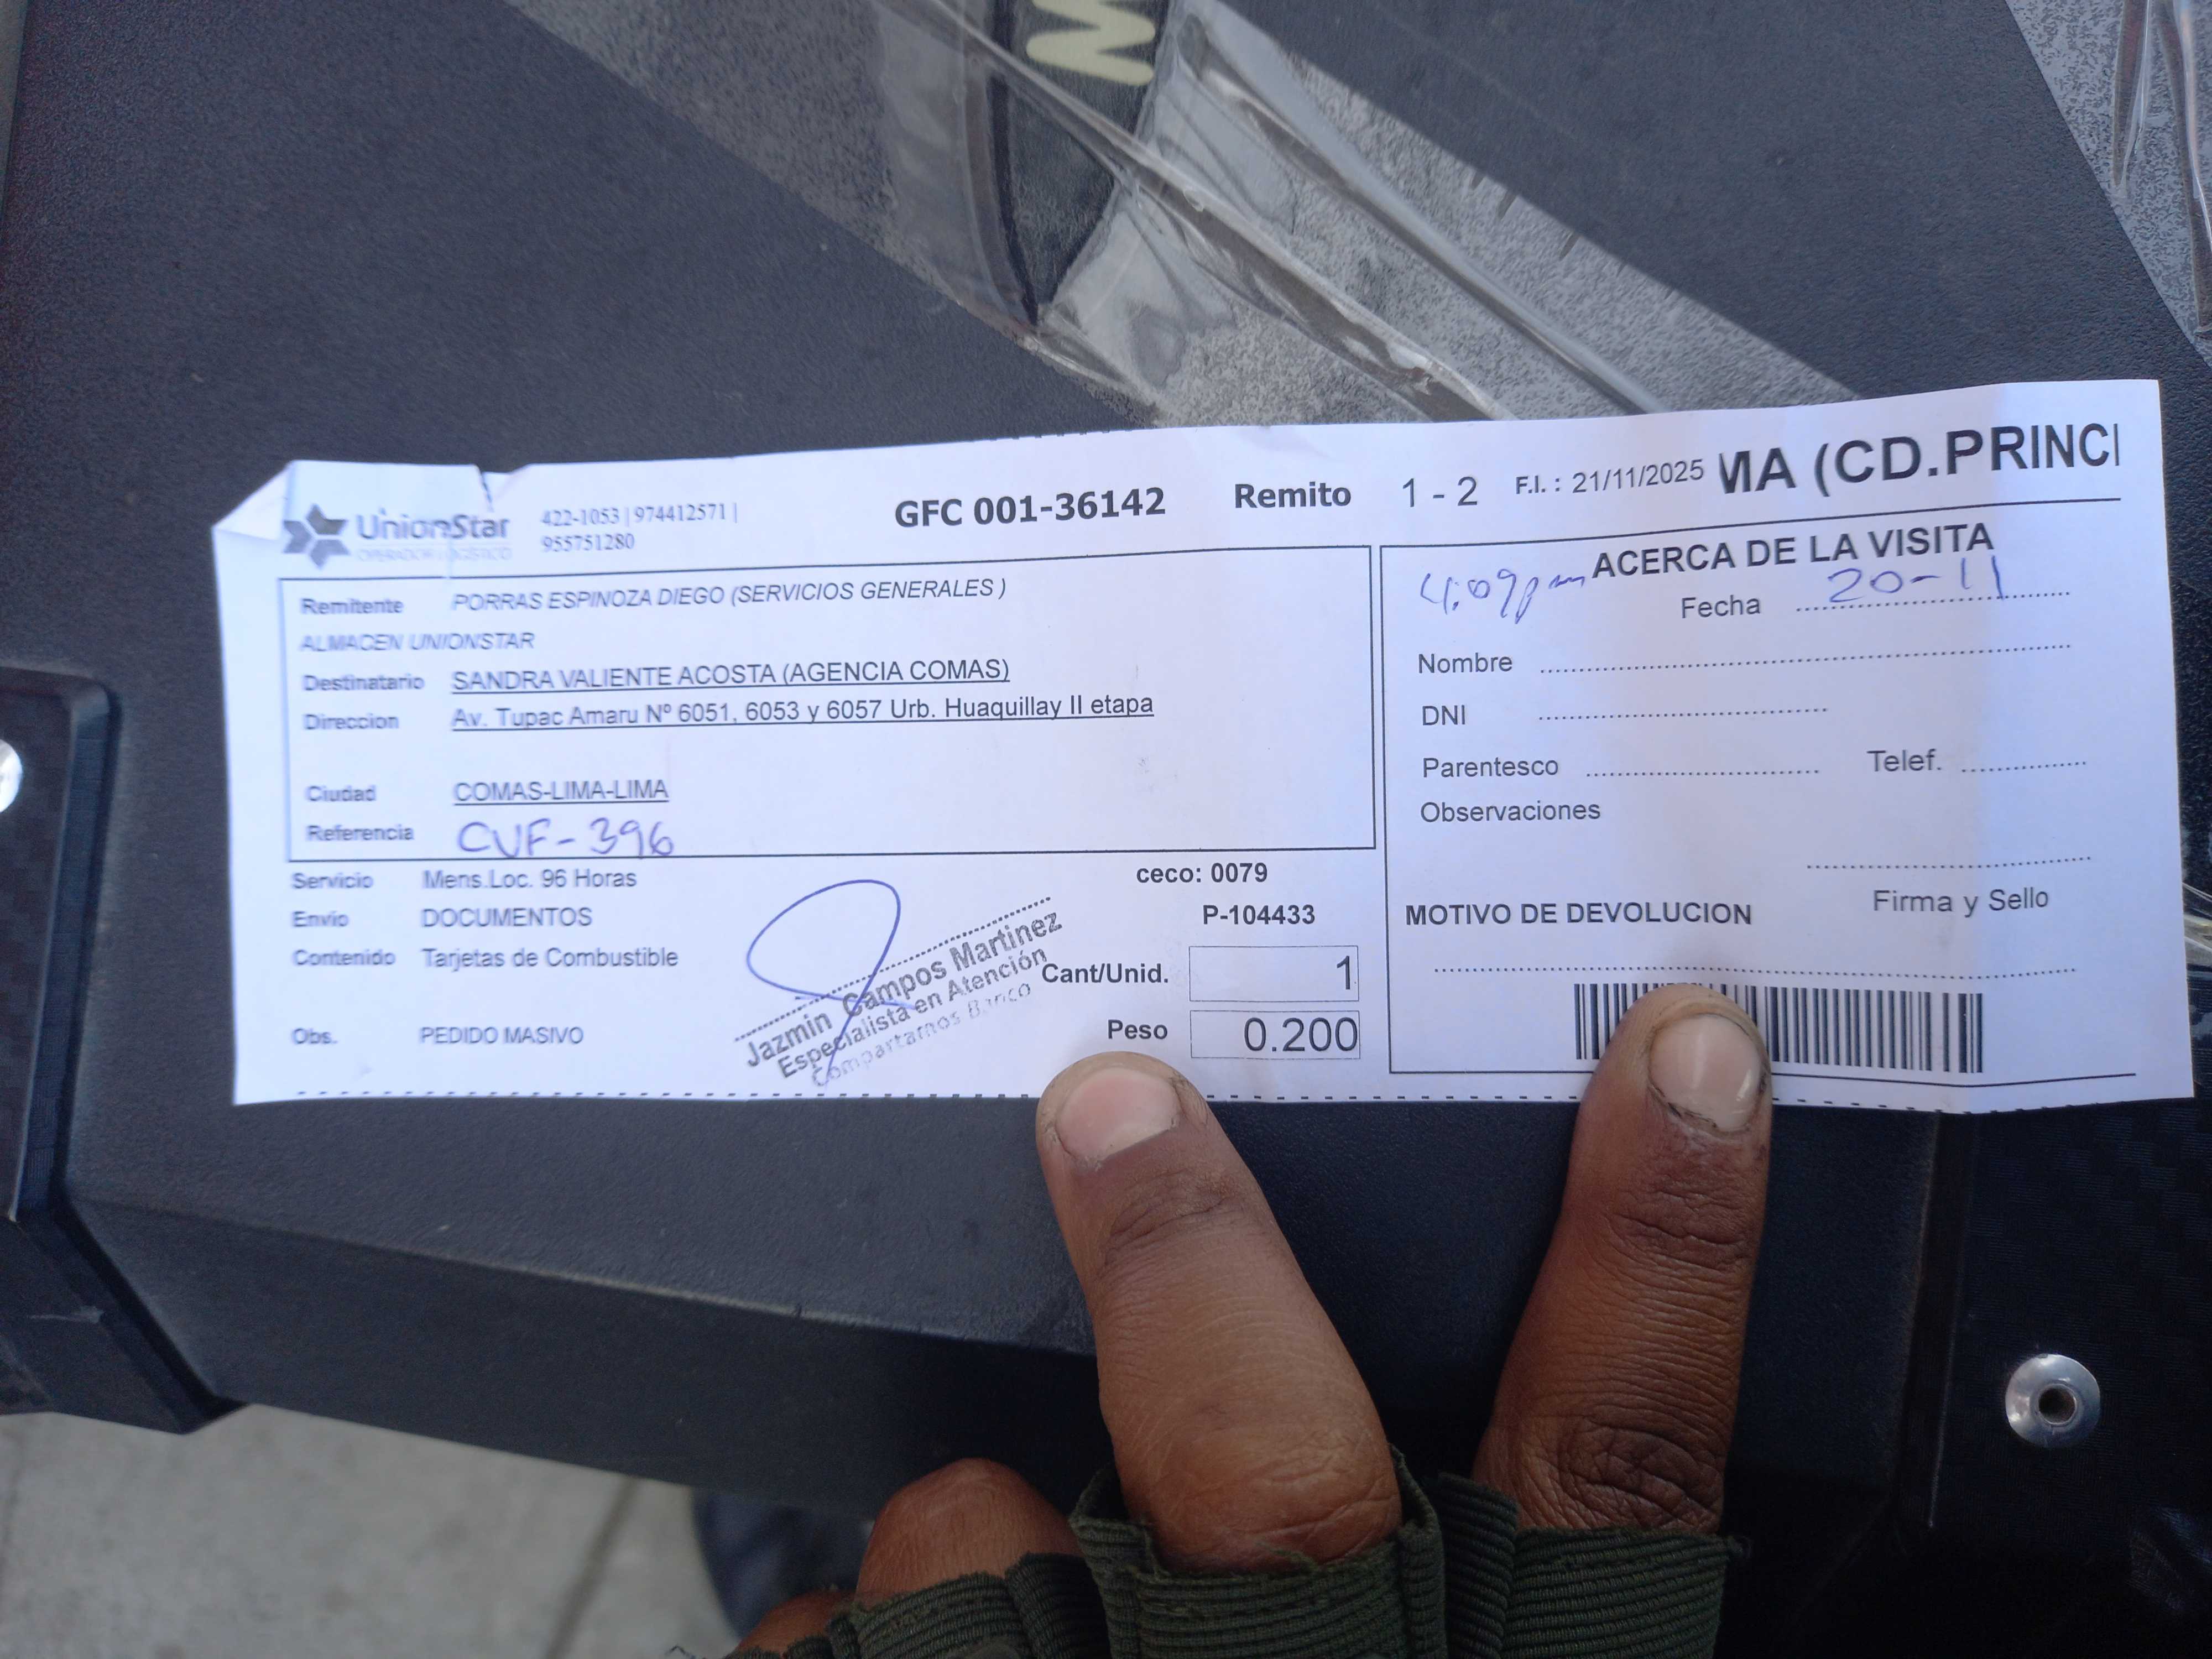 UnionStar
OPERADOR LOGÍSTICO
422-1053 | 974412571 |
955751280
GFC 001-36142
Remito 1 - 2
F.I. : 21/11/2025
MA (CD.PRINCI
Remitente PORRAS ESPINOZA DIEGO (SERVICIOS GENERALES )
ALMACEN UNIONSTAR
Destinatario SANDRA VALIENTE ACOSTA (AGENCIA COMAS)
Direccion Av. Tupac Amaru Nº 6051, 6053 y 6057 Urb. Huaquillay II etapa
Ciudad COMAS-LIMA-LIMA
Referencia CVF-396
Servicio Mens.Loc. 96 Horas
Envio DOCUMENTOS
Contenido Tarjetas de Combustible
Obs. PEDIDO MASIVO
Jazmin Campos Martinez
Especialista en Atención
Compartamos Banco
ceco: 0079
P-104433
Cant/Unid. 1
Peso 0.200
ACERCA DE LA VISITA
4:09pm
Fecha 20-11
Nombre
DNI
Parentesco Telef.
Observaciones
Firma y Sello
MOTIVO DE DEVOLUCION